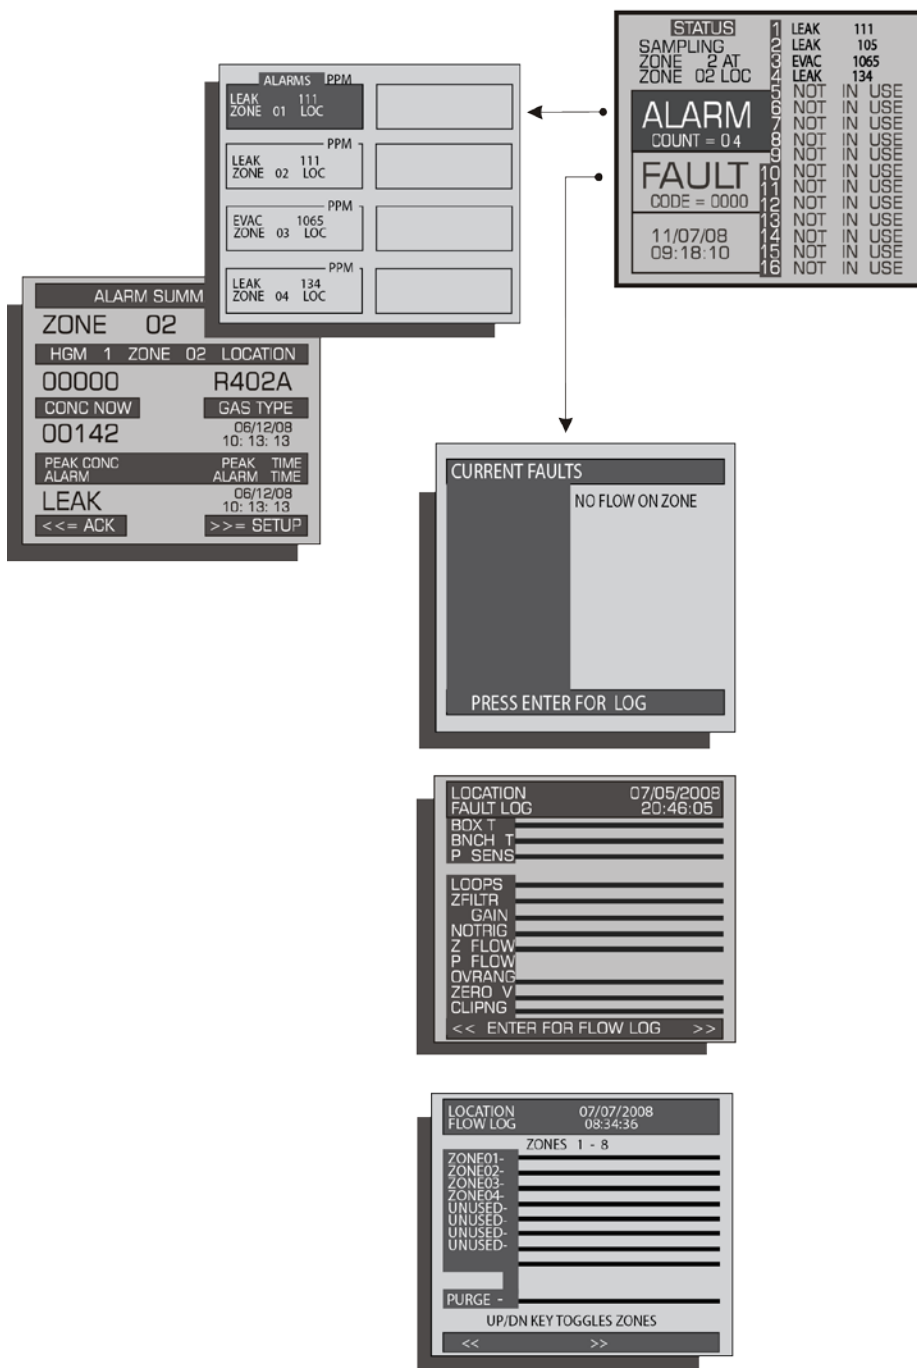 STATUS
SAMPLING
ZONE 2 AT
ZONE 02 LOC
ALARM
COUNT = 04
FAULT
CODE = 0000
11/07/08
09:18:10
1 LEAK 111
2 LEAK 105
3 EVAC 1065
4 LEAK 134
5 NOT IN USE
6 NOT IN USE
7 NOT IN USE
8 NOT IN USE
9 NOT IN USE
10 NOT IN USE
11 NOT IN USE
12 NOT IN USE
13 NOT IN USE
14 NOT IN USE
15 NOT IN USE
16 NOT IN USE
ALARMS PPM
LEAK 111
ZONE 01 LOC
PPM
LEAK 111
ZONE 02 LOC
PPM
EVAC 1065
ZONE 03 LOC
PPM
LEAK 134
ZONE 04 LOC
ALARM SUMM
ZONE 02
HGM 1 ZONE 02 LOCATION
00000 R402A
CONC NOW GAS TYPE
00142 06/12/08
10: 13: 13
PEAK CONC PEAK TIME
ALARM ALARM TIME
LEAK 06/12/08
10: 13: 13
<<= ACK >>= SETUP
CURRENT FAULTS
NO FLOW ON ZONE
PRESS ENTER FOR LOG
LOCATION 07/05/2008
FAULT LOG 20:46:05
BOX T
BNCH T
P SENS
LOOPS
ZFILTR
GAIN
NOTRIG
Z FLOW
P FLOW
OVRANG
ZERO V
CLIPNG
<< ENTER FOR FLOW LOG >>
LOCATION 07/07/2008
FLOW LOG 08:34:36
ZONES 1 - 8
ZONE01-
ZONE02-
ZONE03-
ZONE04-
UNUSED-
UNUSED-
UNUSED-
UNUSED-
PURGE -
UP/DN KEY TOGGLES ZONES
<< >>